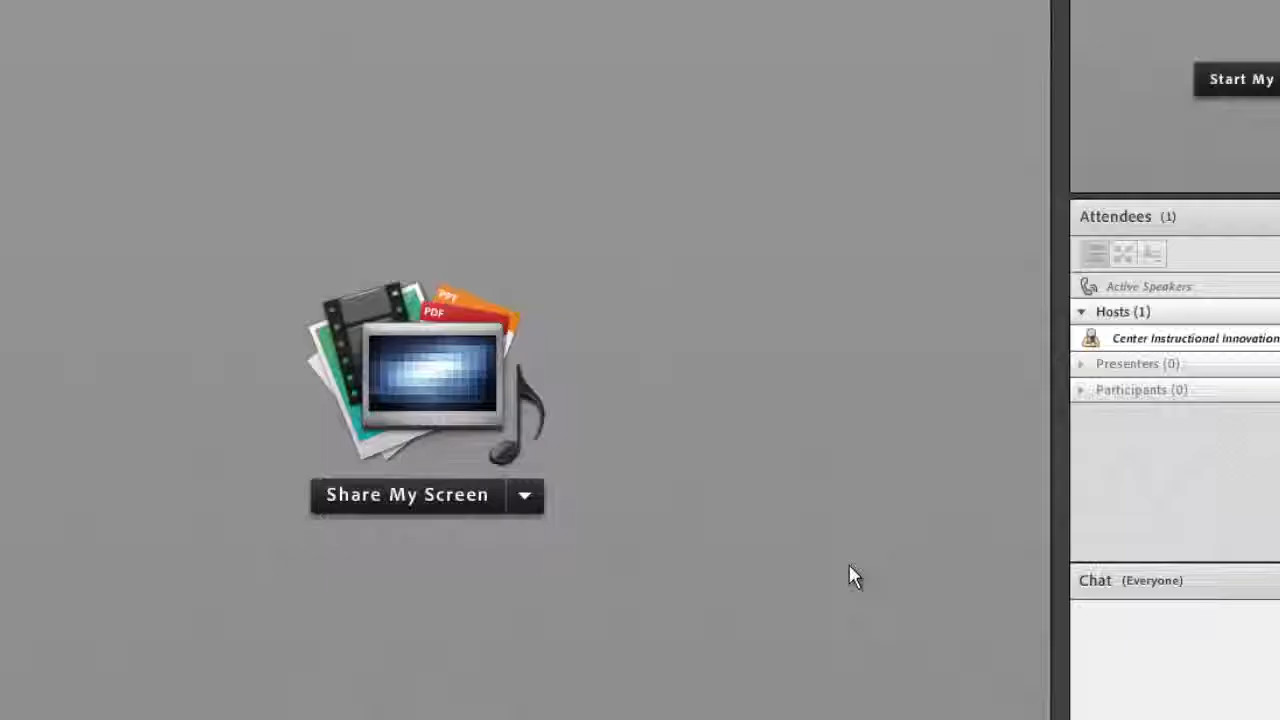 Start My
Attendees (1)
Active Speakers
Hosts (1)
PPT
PDF
Center Instructional Innovation
Presenters (0)
Participants (0)
Share My Screen
Chat (Everyone)